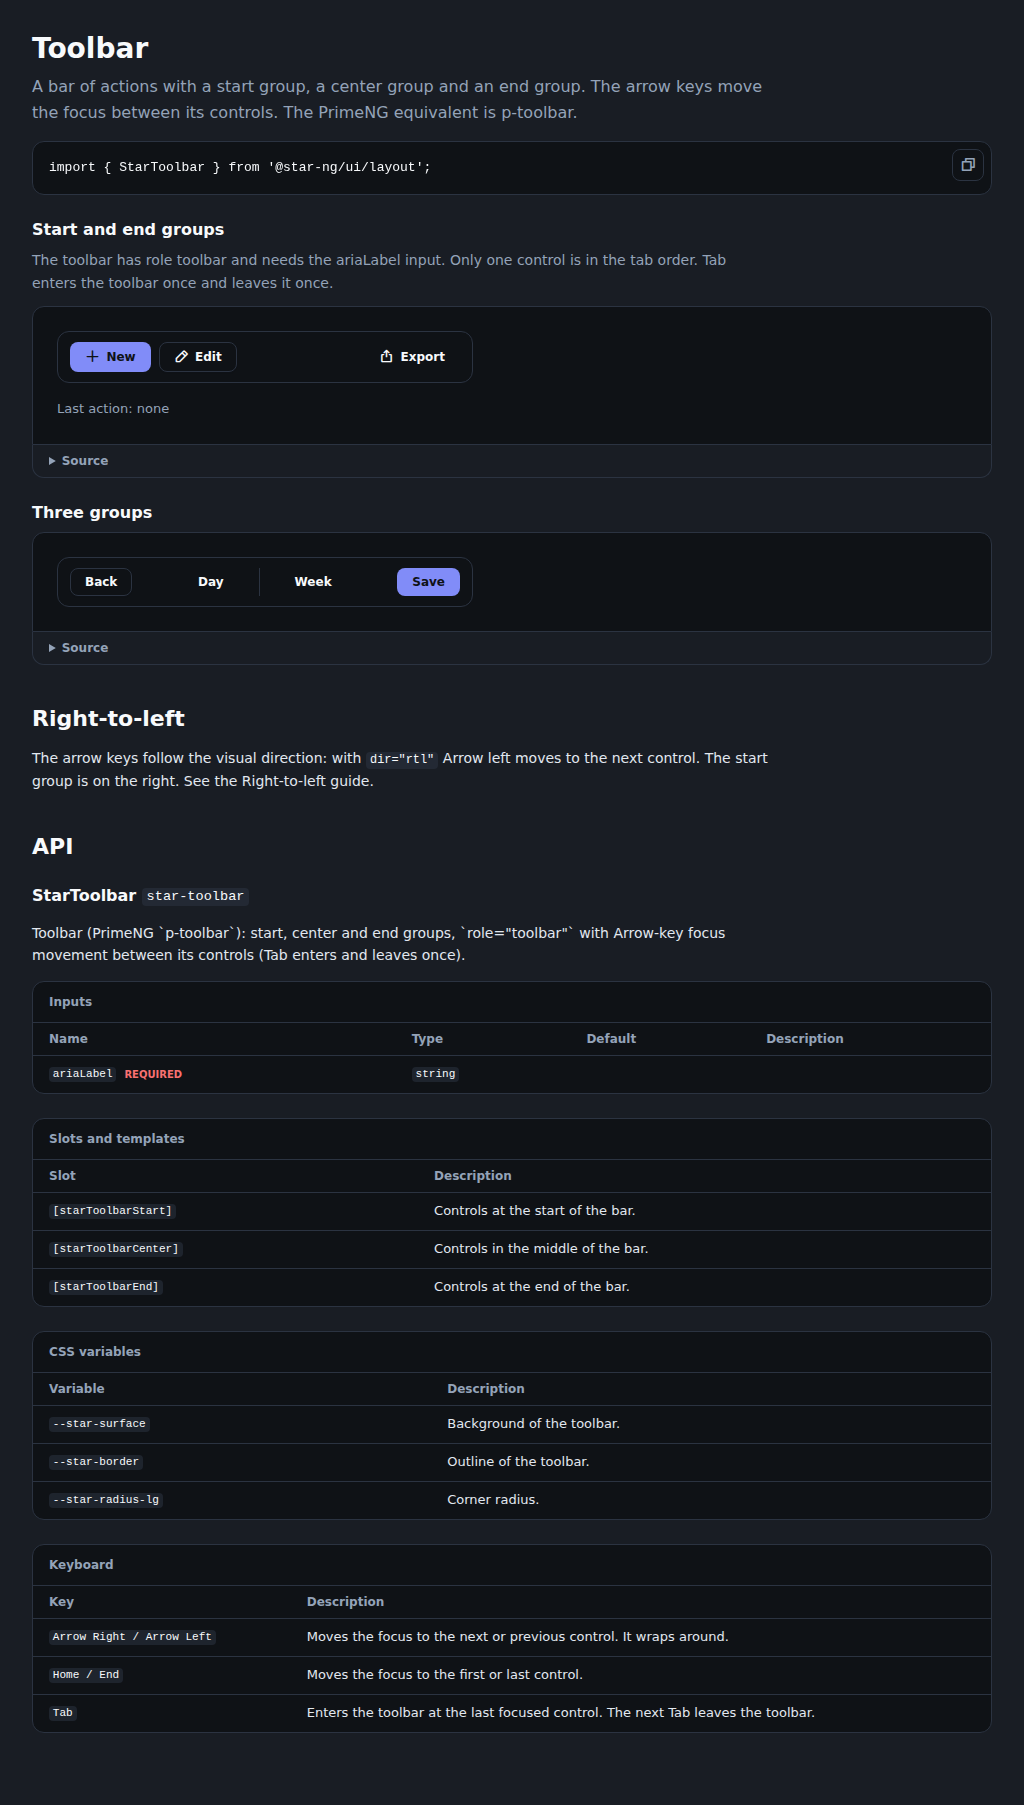 Toolbar
A bar of actions with a start group, a center group and an end group. The arrow keys move
the focus between its controls. The PrimeNG equivalent is p-toolbar.
import { StarToolbar } from '@star-ng/ui/layout';
Start and end groups
The toolbar has role toolbar and needs the ariaLabel input. Only one control is in the tab order. Tab
enters the toolbar once and leaves it once.
New Edit Export
Last action: none
Source
Three groups
Back Day Week Save
Source
Right-to-left
The arrow keys follow the visual direction: with dir="rtl" Arrow left moves to the next control. The start
group is on the right. See the Right-to-left guide.
API
StarToolbar star-toolbar
Toolbar (PrimeNG `p-toolbar`): start, center and end groups, `role="toolbar"` with Arrow-key focus
movement between its controls (Tab enters and leaves once).
Inputs
Name Type Default Description
ariaLabel REQUIRED string
Slots and templates
Slot Description
[starToolbarStart] Controls at the start of the bar.
[starToolbarCenter] Controls in the middle of the bar.
[starToolbarEnd] Controls at the end of the bar.
CSS variables
Variable Description
--star-surface Background of the toolbar.
--star-border Outline of the toolbar.
--star-radius-lg Corner radius.
Keyboard
Key Description
Arrow Right / Arrow Left Moves the focus to the next or previous control. It wraps around.
Home / End Moves the focus to the first or last control.
Tab Enters the toolbar at the last focused control. The next Tab leaves the toolbar.